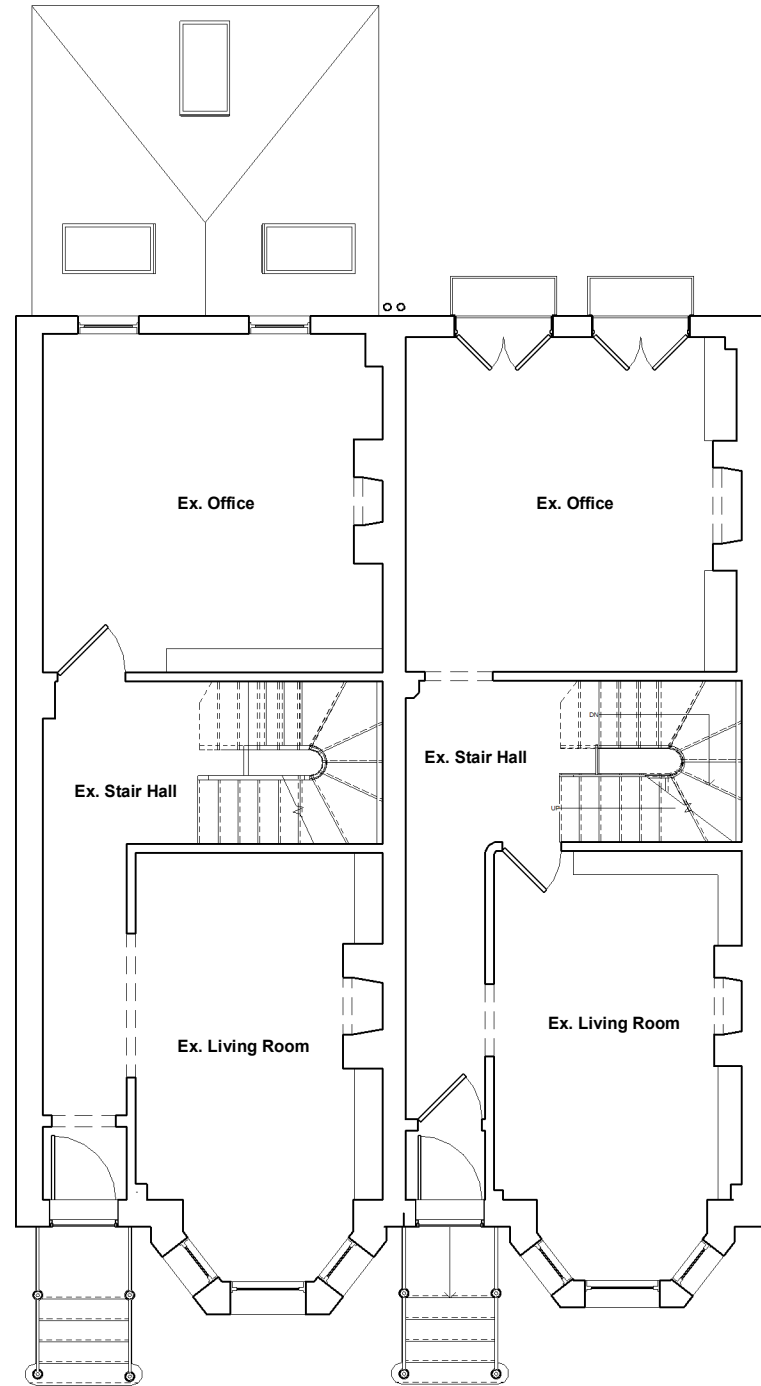 Ex. Office
Ex. Office
DN
Ex. Stair Hall
Ex. Stair Hall
UP
Ex. Living Room
Ex. Living Room